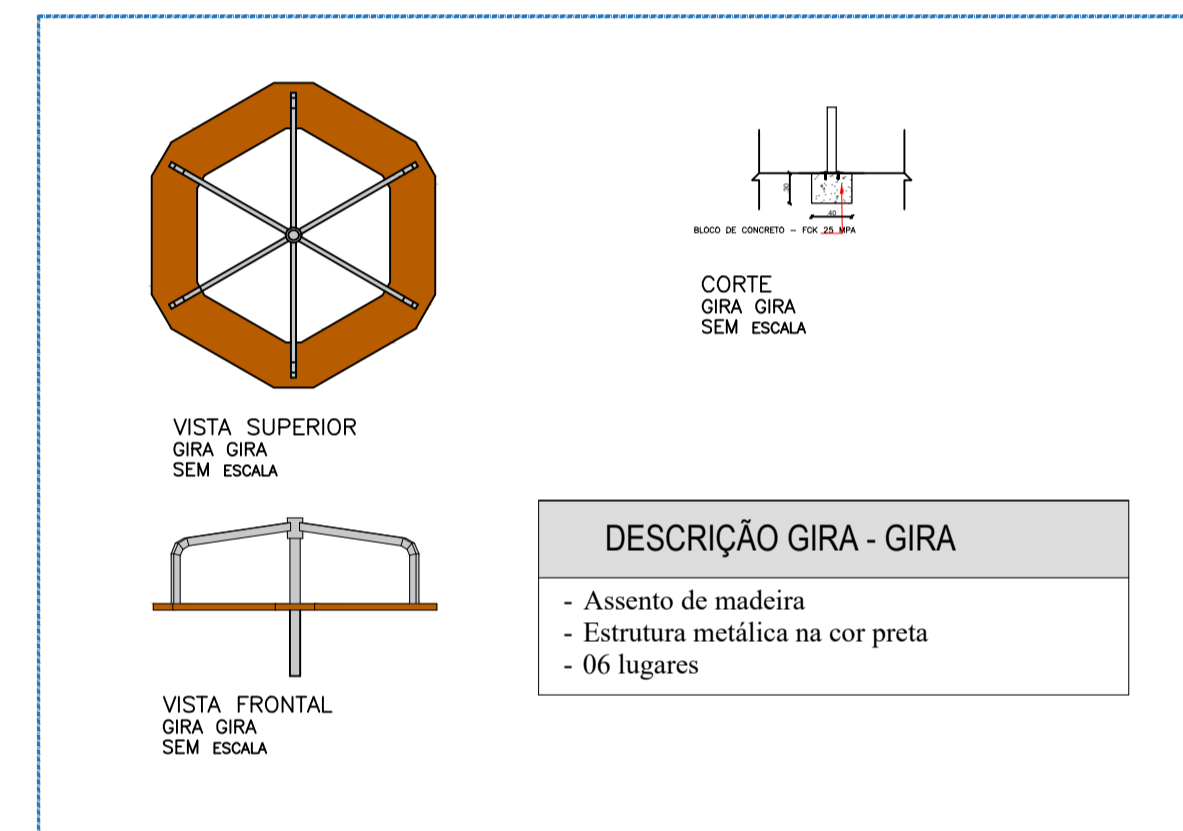 .30
.40
BLOCO DE CONCRETO – FCK 25 MPA
CORTE
GIRA GIRA
SEM ESCALA
VISTA SUPERIOR
GIRA GIRA
SEM ESCALA
DESCRIÇÃO GIRA - GIRA
- Assento de madeira
- Estrutura metálica na cor preta
- 06 lugares
VISTA FRONTAL
GIRA GIRA
SEM ESCALA